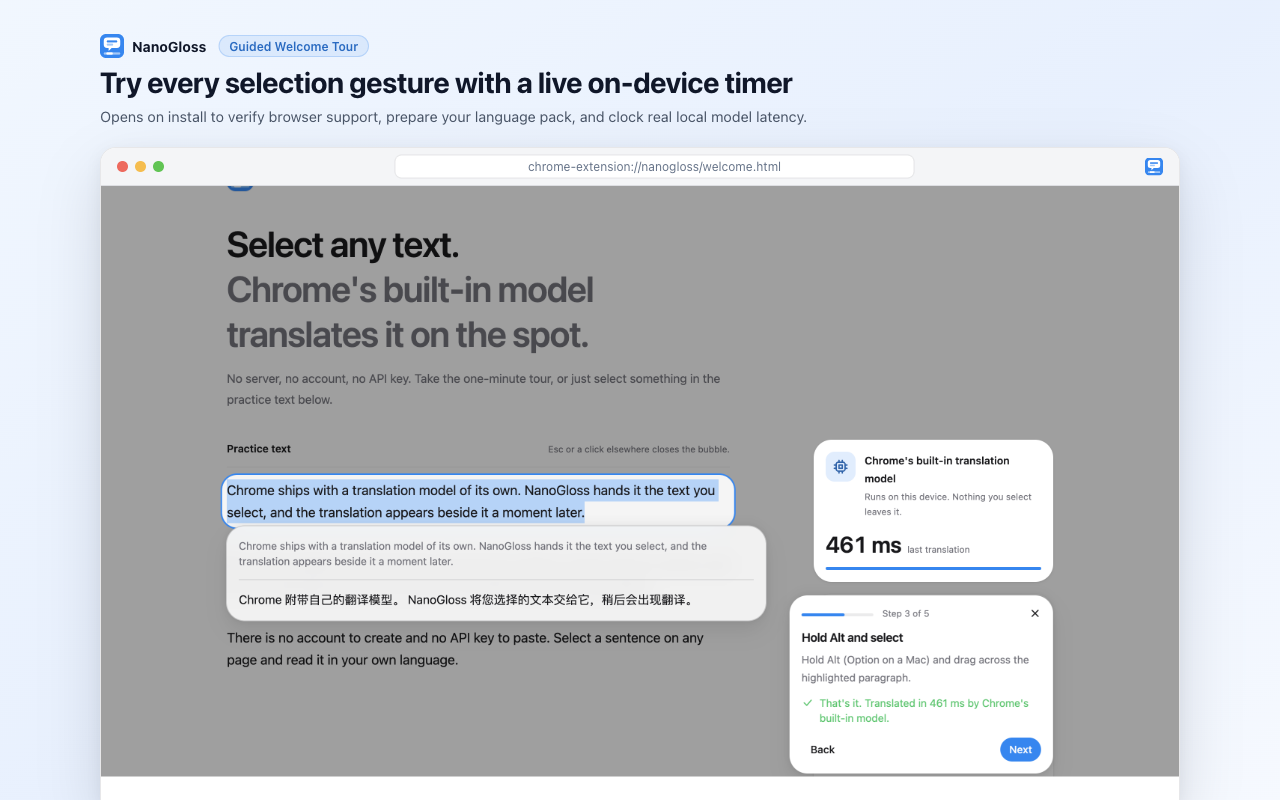 NanoGloss
Guided Welcome Tour
Try every selection gesture with a live on-device timer
Opens on install to verify browser support, prepare your language pack, and clock real local model latency.
chrome-extension://nanogloss/welcome.html
Select any text.
Chrome's built-in model
translates it on the spot.
No server, no account, no API key. Take the one-minute tour, or just select something in the
practice text below.
Practice text
Esc or a click elsewhere closes the bubble.
Chrome ships with a translation model of its own. NanoGloss hands it the text you
select, and the translation appears beside it a moment later.
Chrome ships with a translation model of its own. NanoGloss hands it the text you select, and the
translation appears beside it a moment later.
Chrome 附带自己的翻译模型。 NanoGloss 将您选择的文本交给它，稍后会出现翻译。
There is no account to create and no API key to paste. Select a sentence on any
page and read it in your own language.
Chrome's built-in translation
model
Runs on this device. Nothing you select
leaves it.
461 ms last translation
Step 3 of 5
Hold Alt and select
Hold Alt (Option on a Mac) and drag across the
highlighted paragraph.
That's it. Translated in 461 ms by Chrome's
built-in model.
Back
Next